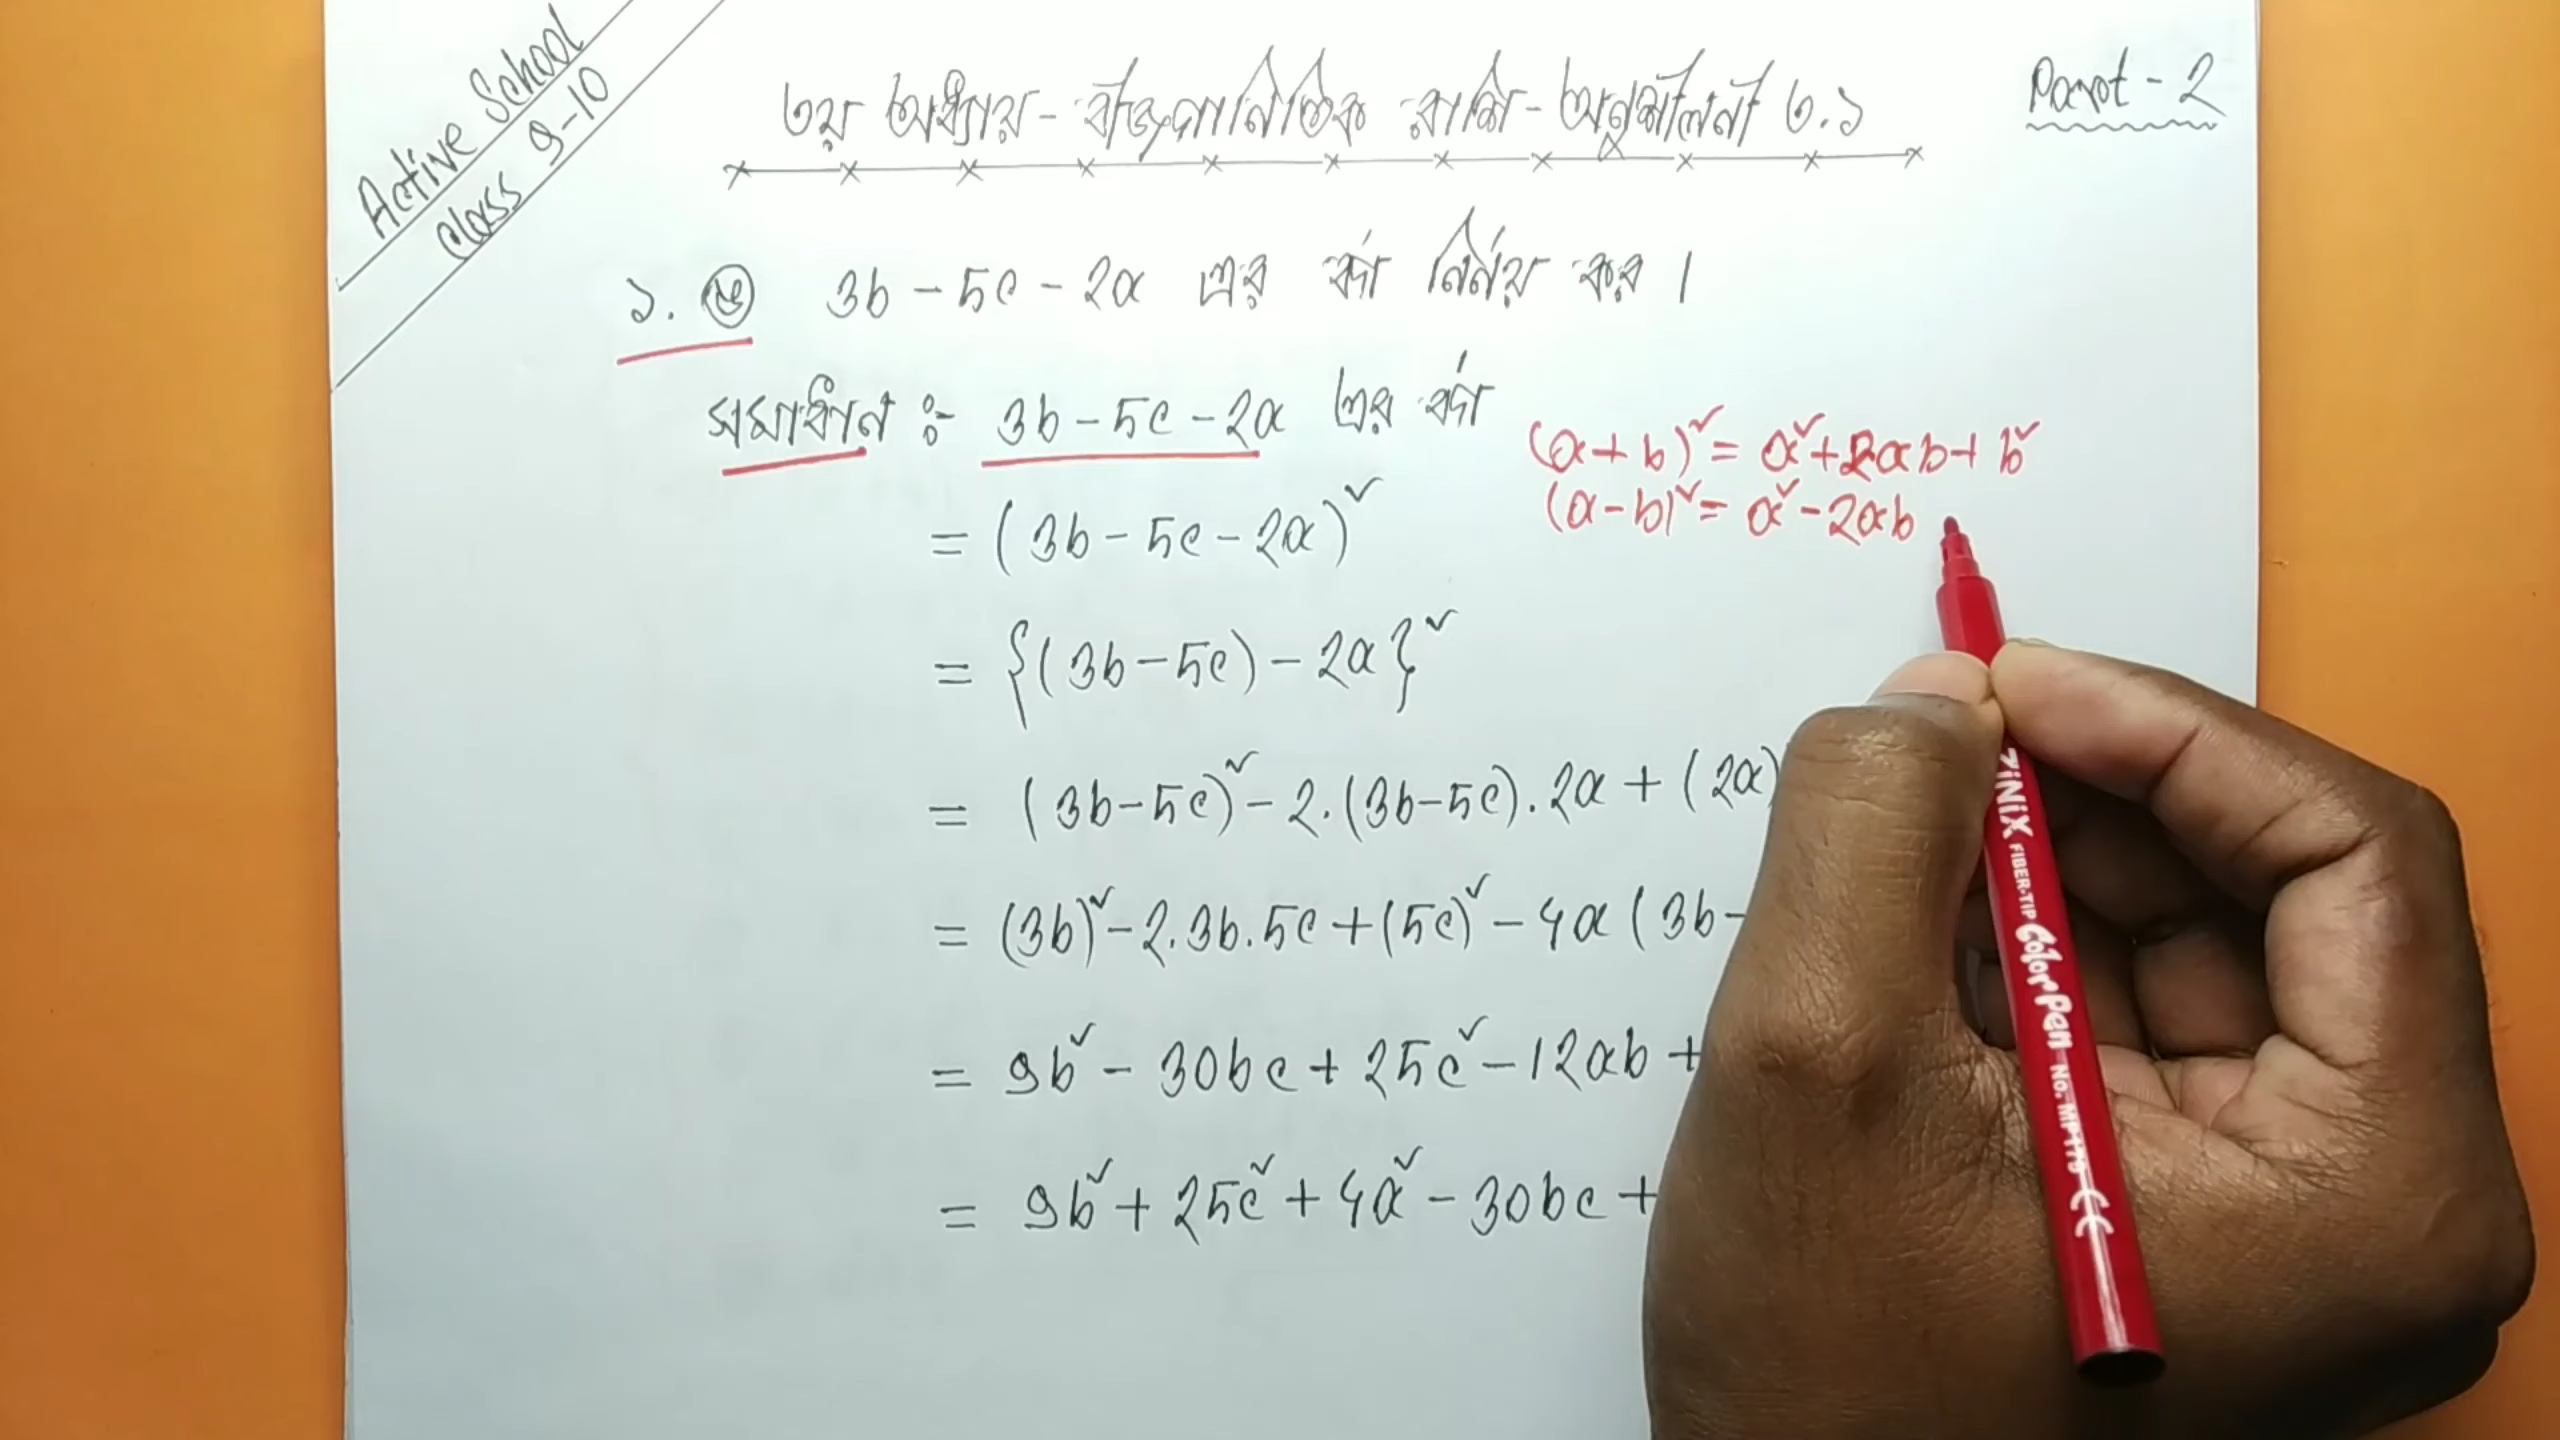 Active School
Class 9-10
৩য় অধ্যায় - বীজগানিতিক রাশি - অনুশীলনী ৩.১
Part - 2
১. ঙ 3b - 5c - 2a এর বর্গ নির্ণয় কর।
সমাধান :- 3b - 5c - 2a এর বর্গ
(a + b)² = a² + 2ab + b²
(a - b)² = a² - 2ab
= (3b - 5c - 2a)²
= {(3b - 5c) - 2a}²
= (3b - 5c)² - 2.(3b - 5c).2a + (2a)
= (3b)² - 2.3b.5c + (5c)² - 4a (3b -
= 9b² - 30bc + 25c² - 12ab +
= 9b² + 25c² + 4a² - 30bc +
ZiNiX FIBER-TIP Color Pen No.